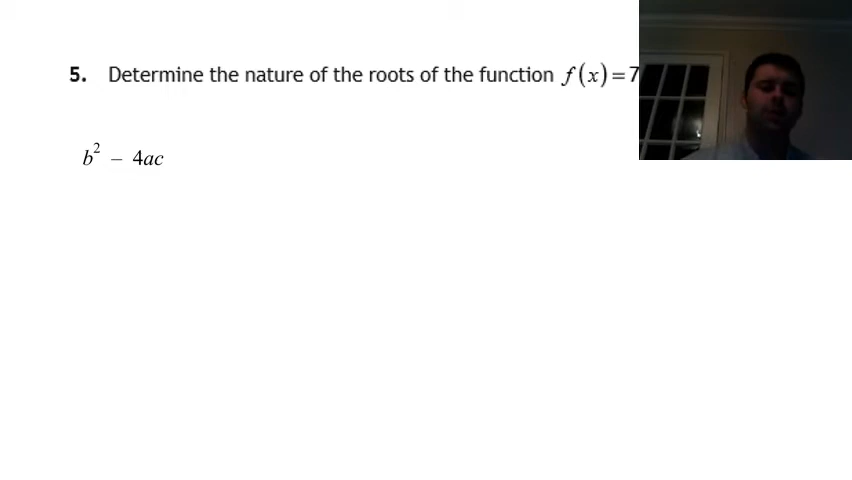 5. Determine the nature of the roots of the function f(x)=7
b² − 4ac